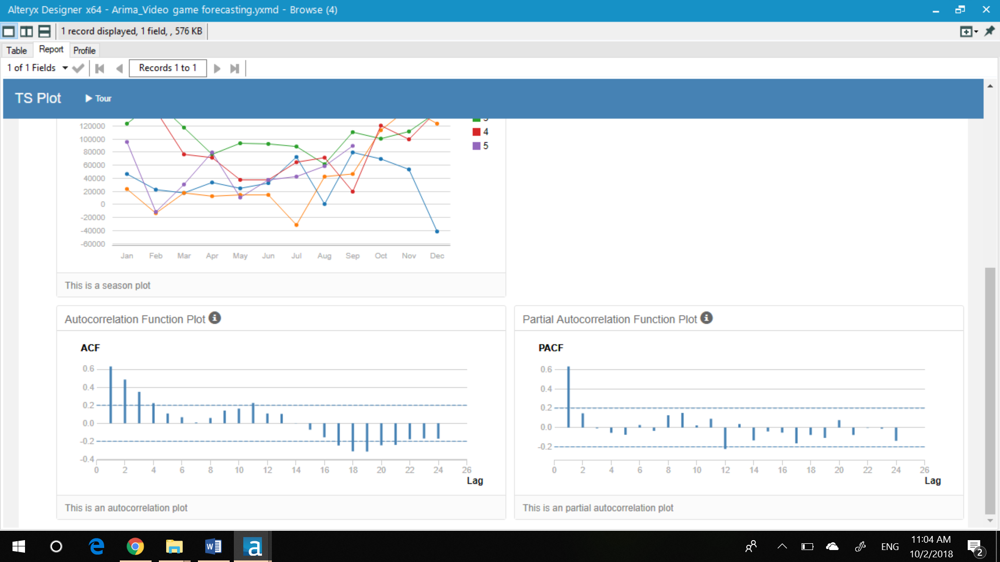 Alteryx Designer x64 - Arima_Video game forecasting.yxmd - Browse (4)
1 record displayed, 1 field, , 576 KB
Table Report Profile
1 of 1 Fields Records 1 to 1
TS Plot Tour
120000
100000
80000
60000
40000
20000
0
-20000
-40000
-60000
Jan Feb Mar Apr May Jun Jul Aug Sep Oct Nov Dec
4
5
This is a season plot
Autocorrelation Function Plot
ACF
0.6
0.4
0.2
0.0
-0.2
-0.4
0 2 4 6 8 10 12 14 16 18 20 22 24 26
Lag
This is an autocorrelation plot
Partial Autocorrelation Function Plot
PACF
0.6
0.4
0.2
0.0
-0.2
0 2 4 6 8 10 12 14 16 18 20 22 24 26
Lag
This is an partial autocorrelation plot
ENG
11:04 AM
10/2/2018
2